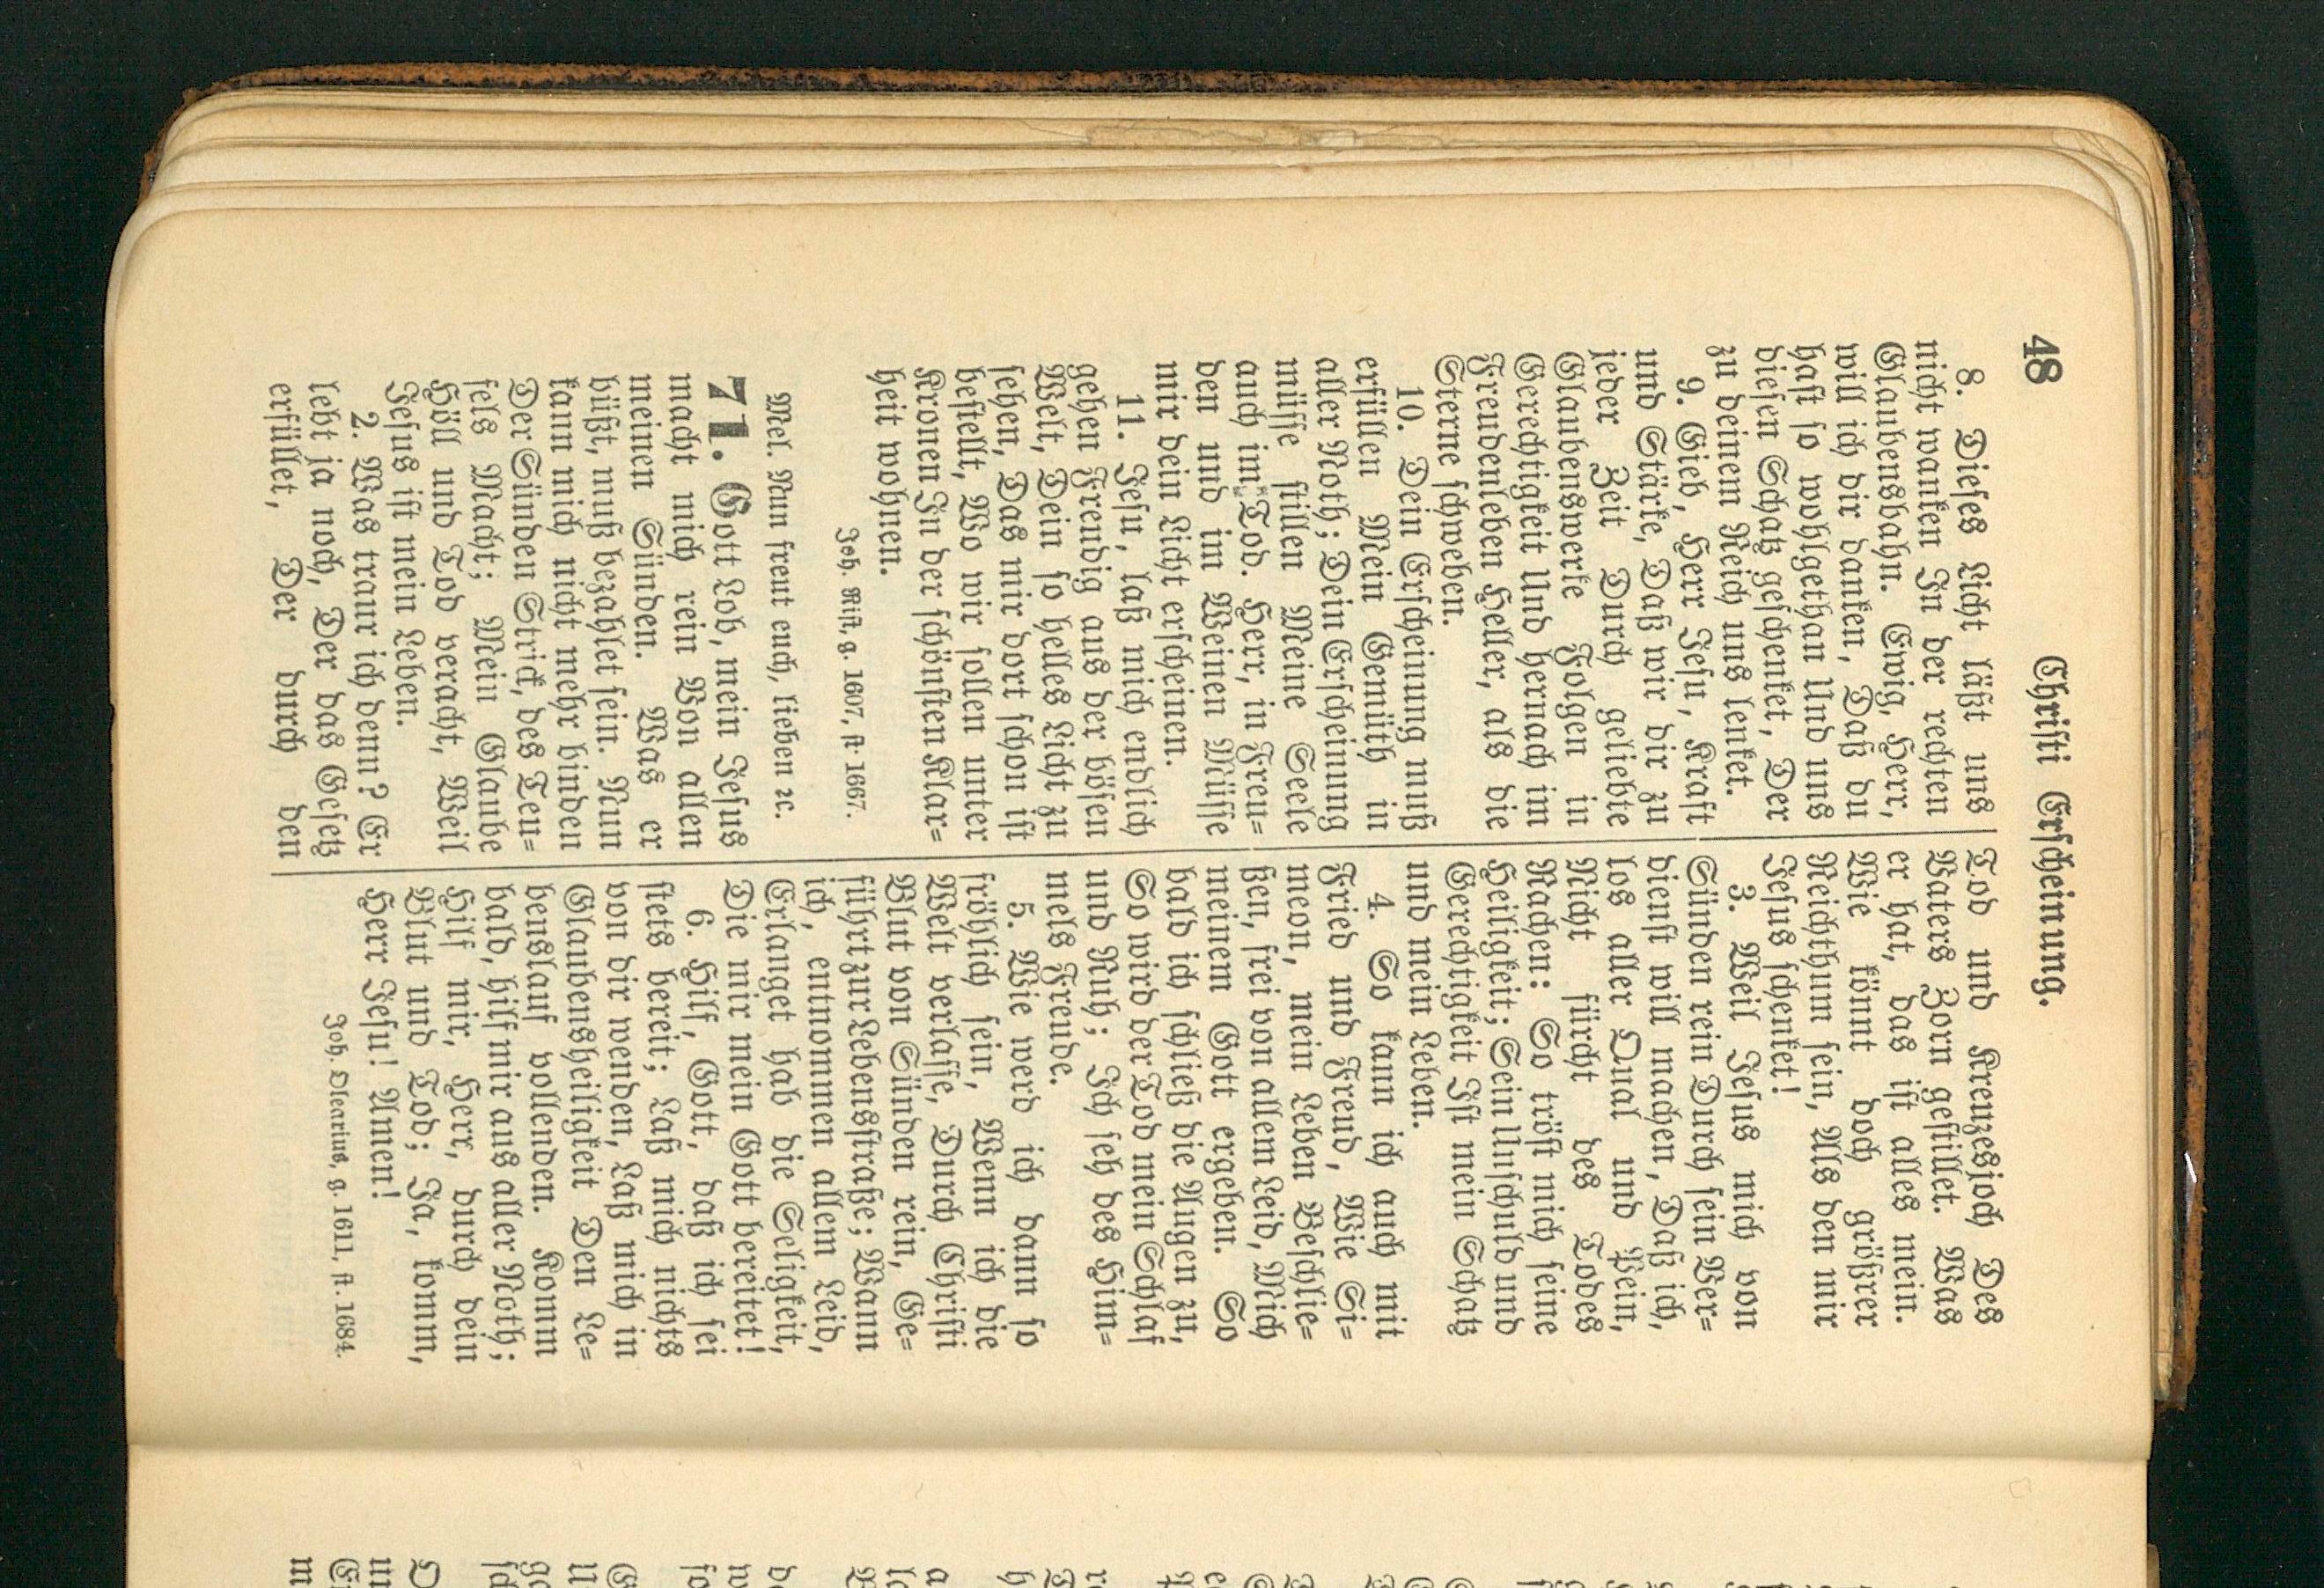 48
Christi Erscheinung.
8. Dieses Licht läßt uns
nicht wanken In der rechten
Glaubensbahn. Ewig, Herr,
will ich dir danken, Daß du
hast so wohlgethan Und uns
diesen Schatz geschenket, Der
zu deinem Reich uns lenket.
9. Gieb, Herr Jesu, Kraft
und Stärke, Daß wir dir zu
jeder Zeit Durch geliebte
Glaubenswerke Folgen in
Gerechtigkeit Und hernach im
Freudenleben Heller, als die
Sterne schweben.
10. Dein Erscheinung muß
erfüllen Mein Gemüth in
aller Noth; Dein Erscheinung
müsse stillen Meine Seele
auch im Tod. Herr, in Freu=
den und im Weinen Müsse
mir dein Licht erscheinen.
11. Jesu, laß mich endlich
gehen Freudig aus der bösen
Welt, Dein so helles Licht zu
sehen, Das mir dort schon ist
bestellt, Wo wir sollen unter
Kronen In der schönsten Klar=
heit wohnen.
Joh. Rist, g. 1607, st. 1667.
Mel. Nun freut euch, lieben ꝛc.
71. Gott Lob, mein Jesus
macht mich rein Von allen
meinen Sünden. Was er
büßt, muß bezahlet sein. Nun
kann mich nicht mehr binden
Der Sünden Strick, des Teu=
fels Macht; Mein Glaube
Höll und Tod veracht, Weil
Jesus ist mein Leben.
2. Was traur ich denn? Er
lebt ja noch, Der das Gesetz
erfüllet, Der durch den
Tod und Kreuzesjoch Des
Vaters Zorn gestillet. Was
er hat, das ist alles mein.
Wie könnt doch größrer
Reichthum sein, Als den mir
Jesus schenket!
3. Weil Jesus mich von
Sünden rein Durch sein Ver=
dienst will machen, Daß ich,
los aller Qual und Pein,
Nicht fürcht des Todes
Rachen: So tröst mich seine
Heiligkeit; Sein Unschuld und
Gerechtigkeit Ist mein Schatz
und mein Leben.
4. So kann ich auch mit
Fried und Freud, Wie Si=
meon, mein Leben Beschlie=
ßen, frei von allem Leid, Mich
meinem Gott ergeben. So
bald ich schließ die Augen zu,
So wird der Tod mein Schlaf
und Ruh; Ich seh des Him=
mels Freude.
5. Wie werd ich dann so
fröhlich sein, Wenn ich die
Welt verlasse, Durch Christi
Blut von Sünden rein, Ge=
führt zur Lebensstraße; Wann
ich, entnommen allem Leid,
Erlanget hab die Seligkeit,
Die mir mein Gott bereitet!
6. Hilf, Gott, daß ich sei
stets bereit; Laß mich nichts
von dir wenden, Laß mich in
Glaubensheiligkeit Den Le=
benslauf vollenden. Komm
bald, hilf mir aus aller Noth;
Hilf mir, Herr, durch dein
Blut und Tod; Ja, komm,
Herr Jesu! Amen!
Joh. Olearius, g. 1611, st. 1684.